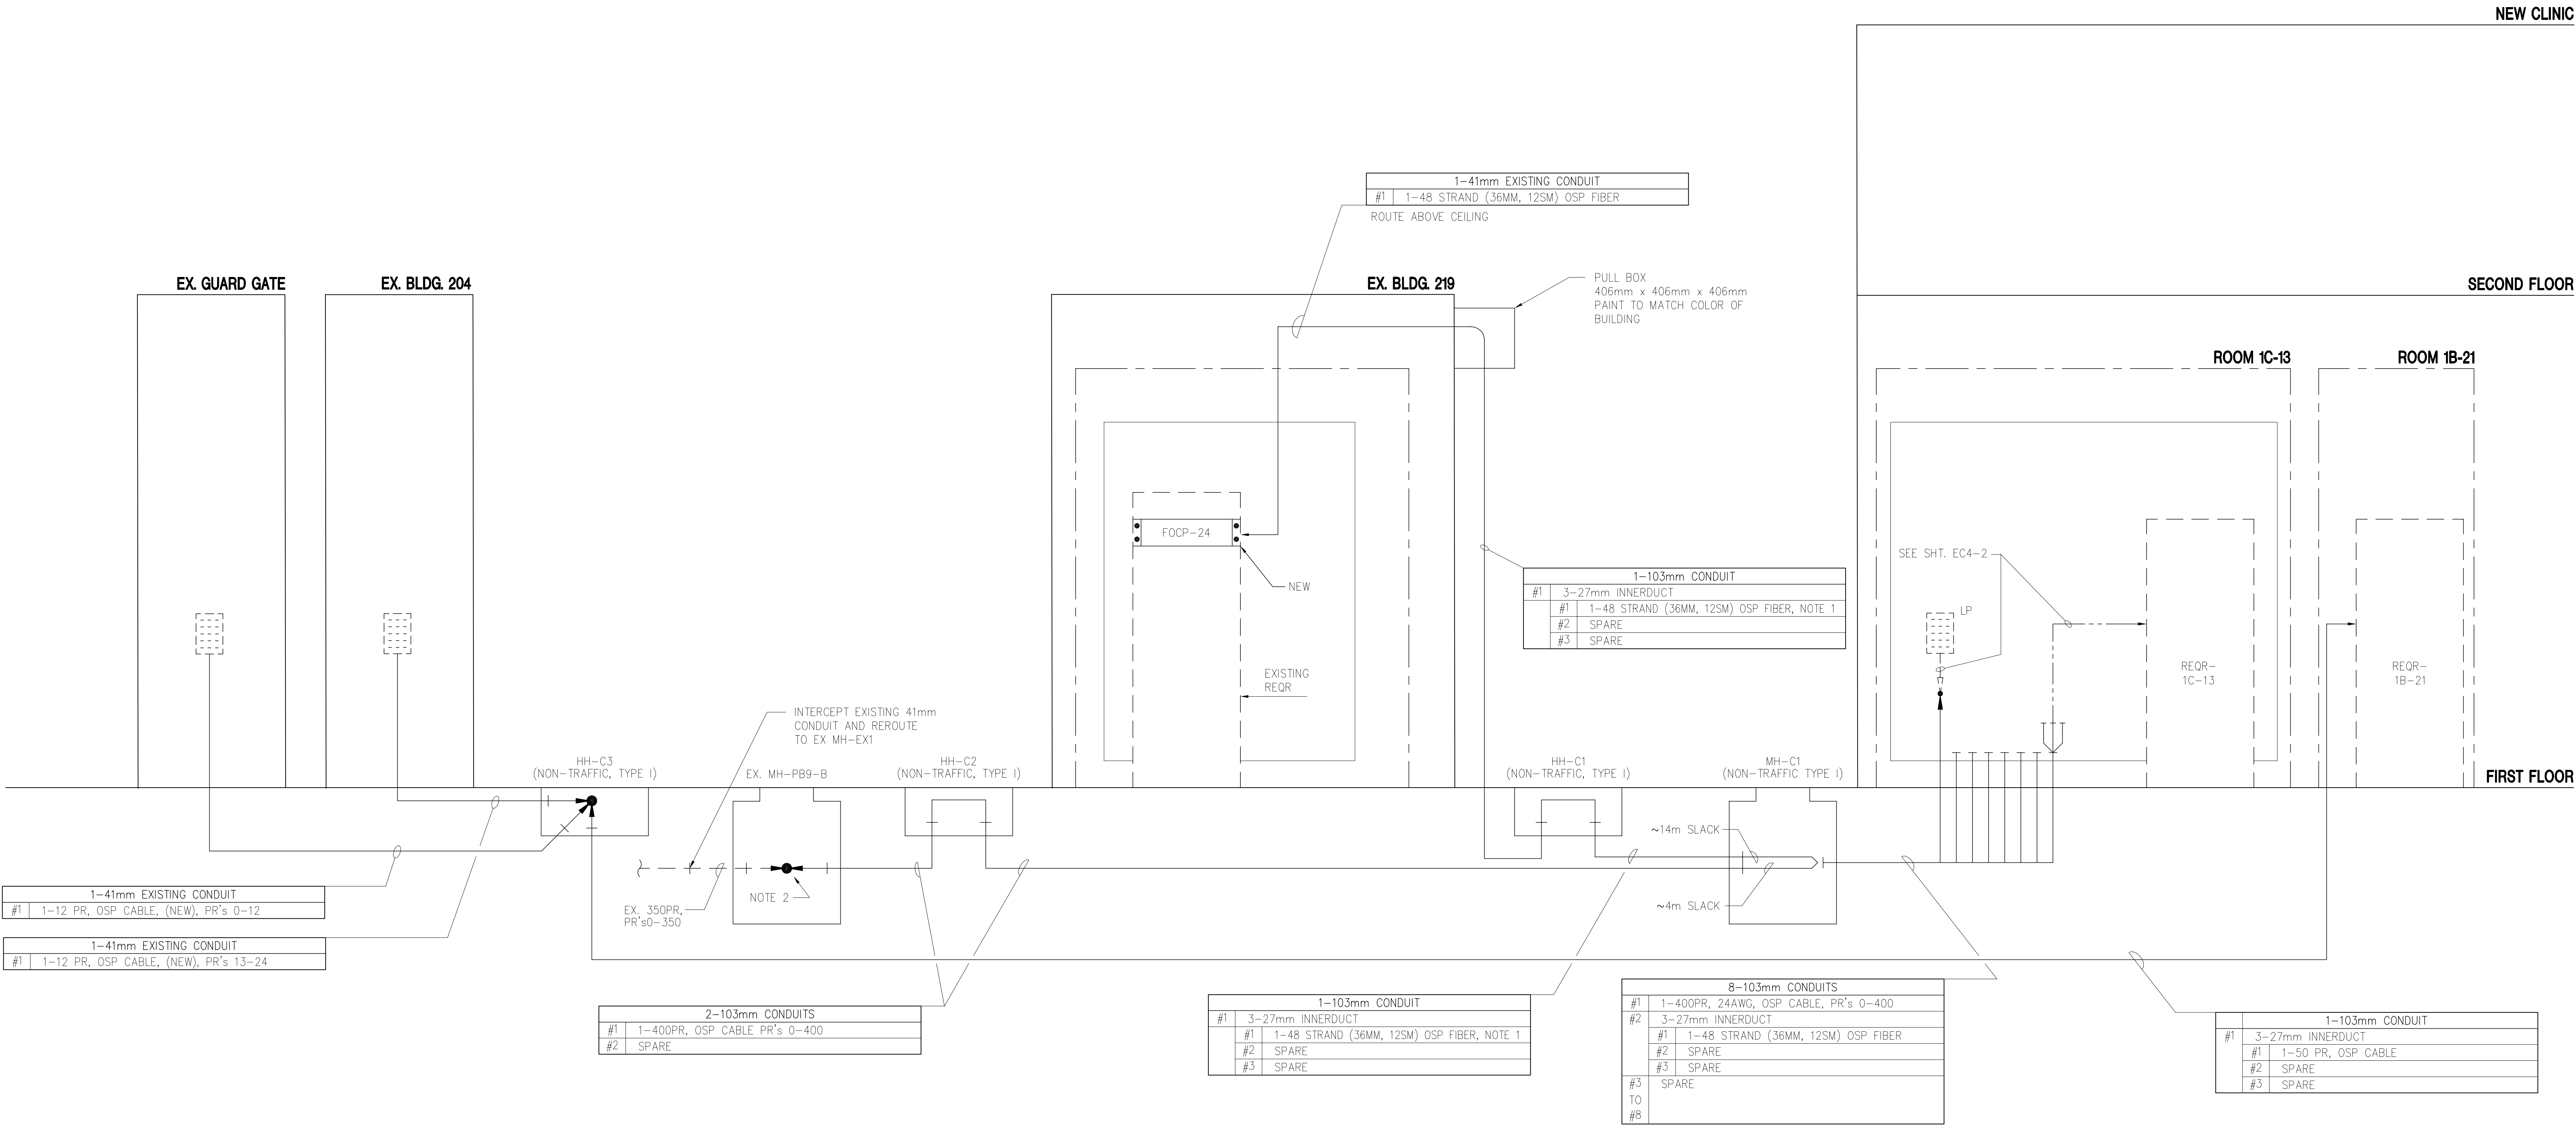 NEW CLINIC
1-41mm EXISTING CONDUIT
#1 1-48 STRAND (36MM, 12SM) OSP FIBER
ROUTE ABOVE CEILING
EX. GUARD GATE
EX. BLDG. 204
EX. BLDG. 219
PULL BOX
406mm x 406mm x 406mm
PAINT TO MATCH COLOR OF
BUILDING
SECOND FLOOR
ROOM 1C-13
ROOM 1B-21
FOCP-24
NEW
EXISTING
REQR
1-103mm CONDUIT
#1 3-27mm INNERDUCT
#1 1-48 STRAND (36MM, 12SM) OSP FIBER, NOTE 1
#2 SPARE
#3 SPARE
SEE SHT. EC4-2
LP
REQR-
1C-13
REQR-
1B-21
INTERCEPT EXISTING 41mm
CONDUIT AND REROUTE
TO EX MH-EX1
HH-C3
(NON-TRAFFIC, TYPE I)
EX. MH-PB9-B
HH-C2
(NON-TRAFFIC, TYPE I)
HH-C1
(NON-TRAFFIC, TYPE I)
MH-C1
(NON-TRAFFIC TYPE I)
FIRST FLOOR
~14m SLACK
~4m SLACK
NOTE 2
EX. 350PR,
PR's0-350
1-41mm EXISTING CONDUIT
#1 1-12 PR, OSP CABLE, (NEW), PR's 0-12
1-41mm EXISTING CONDUIT
#1 1-12 PR, OSP CABLE, (NEW), PR's 13-24
2-103mm CONDUITS
#1 1-400PR, OSP CABLE PR's 0-400
#2 SPARE
1-103mm CONDUIT
#1 3-27mm INNERDUCT
#1 1-48 STRAND (36MM, 12SM) OSP FIBER, NOTE 1
#2 SPARE
#3 SPARE
8-103mm CONDUITS
#1 1-400PR, 24AWG, OSP CABLE, PR's 0-400
#2 3-27mm INNERDUCT
#1 1-48 STRAND (36MM, 12SM) OSP FIBER
#2 SPARE
#3 SPARE
#3 SPARE
TO
#8
1-103mm CONDUIT
#1 3-27mm INNERDUCT
#1 1-50 PR, OSP CABLE
#2 SPARE
#3 SPARE